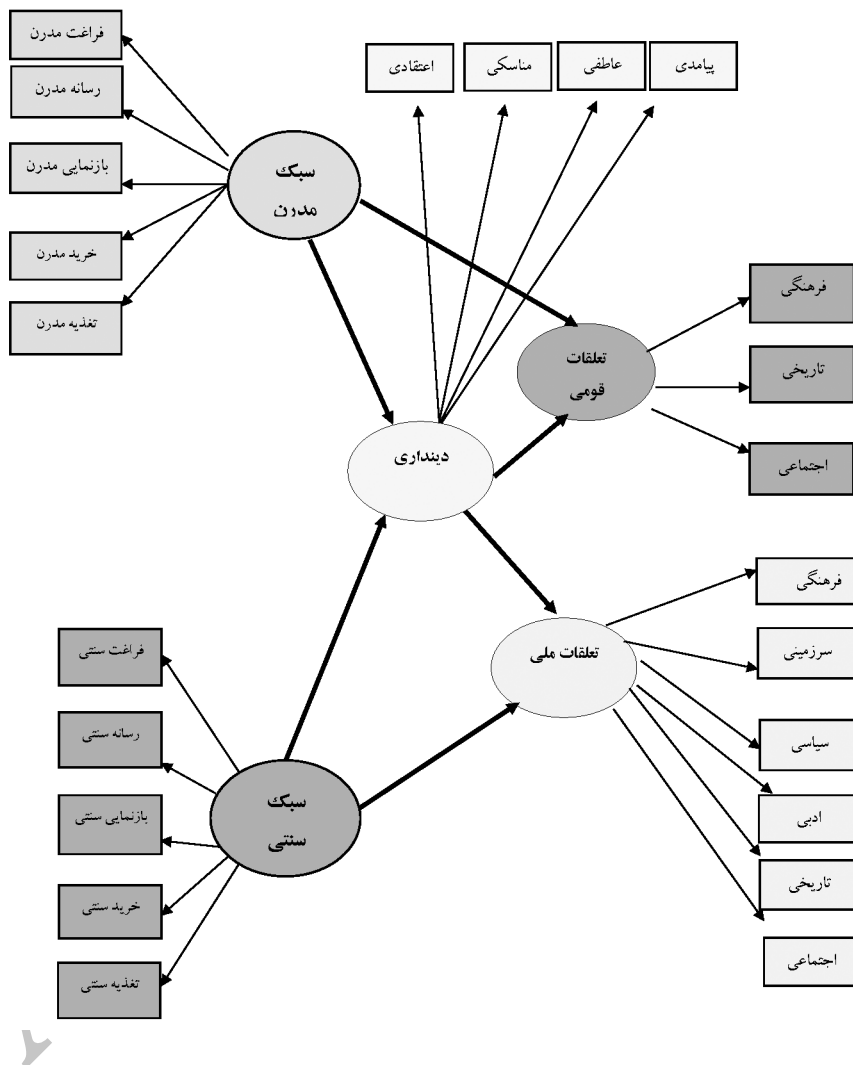 فراغت مدرن
رسانه مدرن
بازنمایی مدرن
خرید مدرن
تغذیه مدرن
سبک
مدرن
پیامدی
عاطفی
مناسکی
اعتقادی
تعلقات
قومی
فرهنگی
تاریخی
اجتماعی
دینداری
تعلقات ملی
فرهنگی
سرزمینی
سیاسی
ادبی
تاریخی
اجتماعی
سبک
سنتی
فراغت سنتی
رسانه سنتی
بازنمایی سنتی
خرید سنتی
تغذیه سنتی